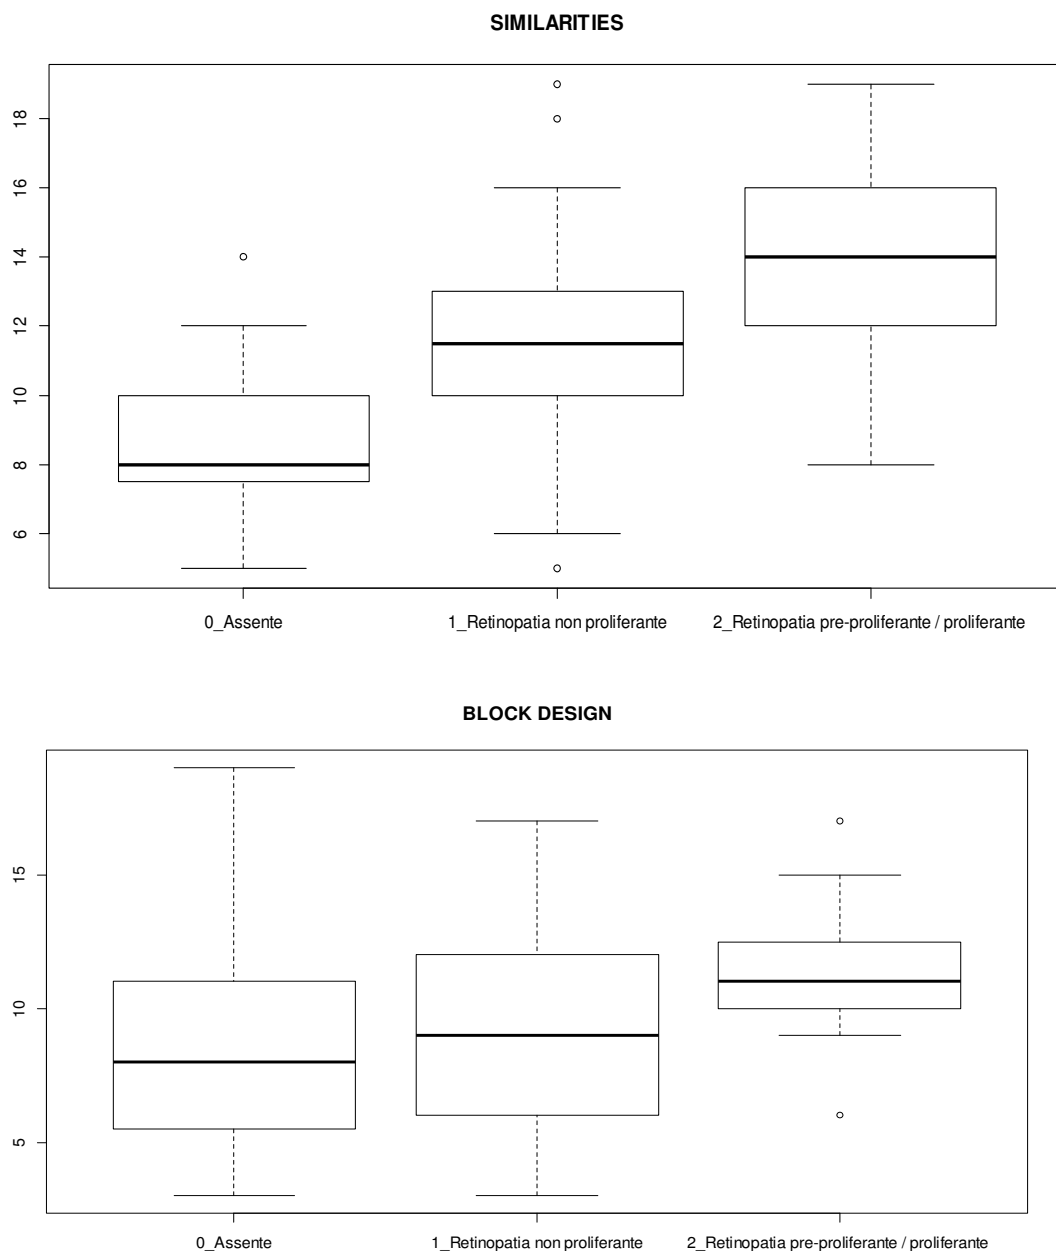 SIMILARITIES
18
16
14
12
10
8
6
0_Assente 1_Retinopatia non proliferante 2_Retinopatia pre-proliferante / proliferante
BLOCK DESIGN
15
10
5
0_Assente 1_Retinopatia non proliferante 2_Retinopatia pre-proliferante / proliferante